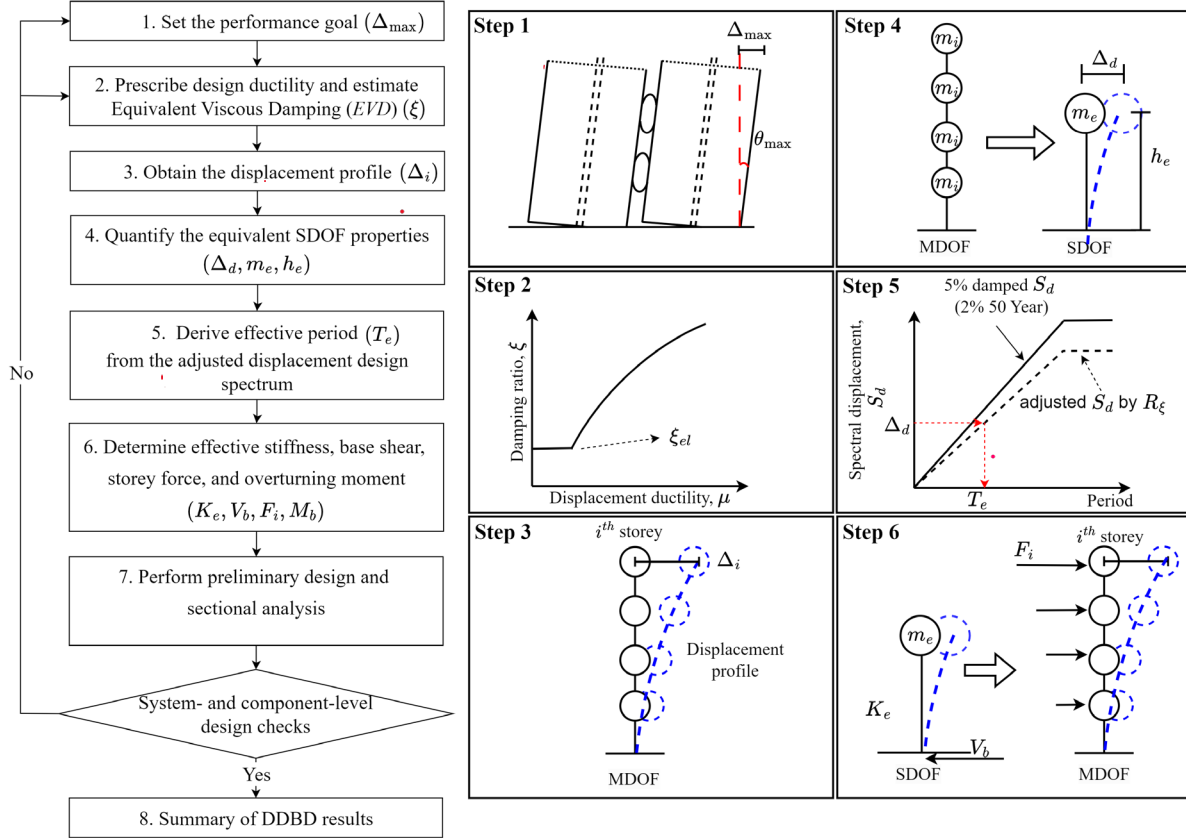 1. Set the performance goal (Δmax)
2. Prescribe design ductility and estimate
Equivalent Viscous Damping (EVD) (ξ)
3. Obtain the displacement profile (Δi)
4. Quantify the equivalent SDOF properties
(Δd, me, he)
5. Derive effective period (Te)
from the adjusted displacement design
spectrum
6. Determine effective stiffness, base shear,
storey force, and overturning moment
(Ke, Vb, Fi, Mb)
7. Perform preliminary design and
sectional analysis
System- and component-level
design checks
No
Yes
8. Summary of DDBD results
Step 1
Δmax
θmax
Step 2
Damping ratio, ξ
ξel
Displacement ductility, μ
Step 3
ith storey
Δi
Displacement
profile
MDOF
Step 4
mi
mi
mi
mi
MDOF
Δd
me
he
SDOF
Step 5
5% damped Sd
(2% 50 Year)
Spectral displacement,
Sd
adjusted Sd by Rξ
Δd
Te
Period
Step 6
ith storey
Fi
me
Ke
Vb
SDOF
MDOF